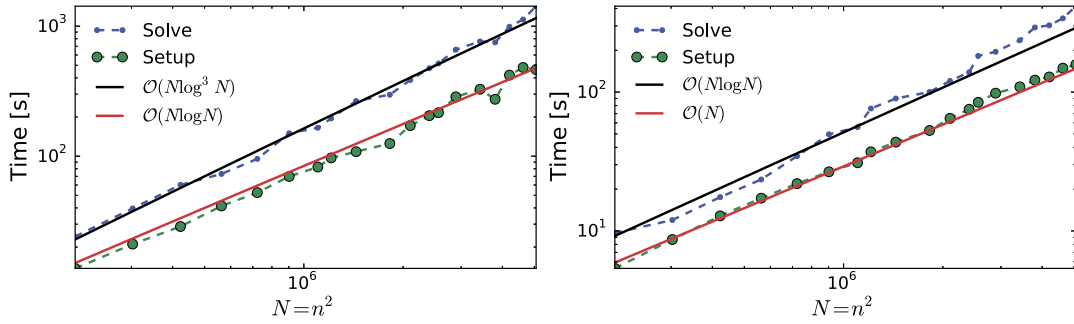 Time [s]
10³
10²
Solve
Setup
O(Nlog³ N)
O(NlogN)
10⁶
N=n²
Time [s]
10²
10¹
Solve
Setup
O(NlogN)
O(N)
10⁶
N=n²